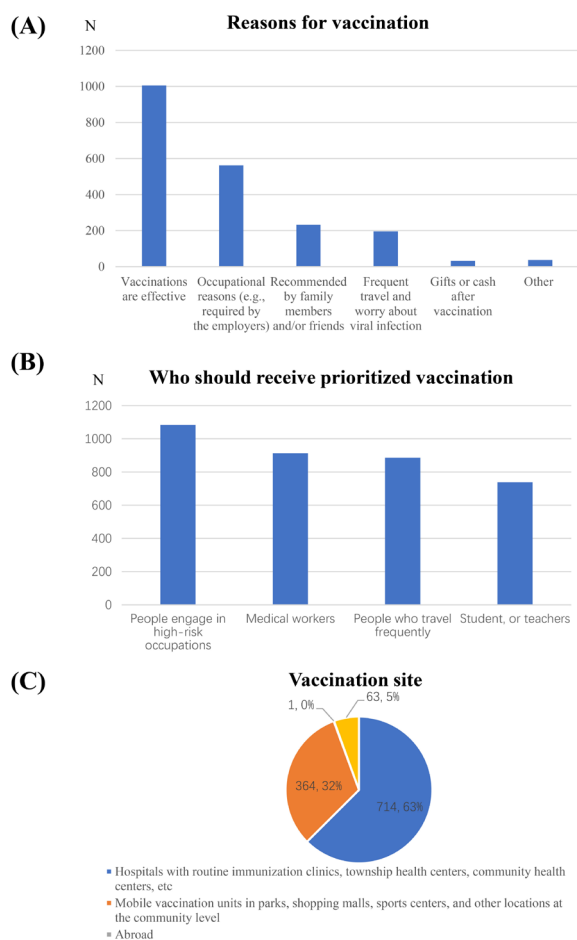 (A)
N
Reasons for vaccination
1200
1000
800
600
400
200
0
Vaccinations
are effective
Occupational
reasons (e.g.,
required by
the employers)
Recommended
by family
members
and/or friends
Frequent
travel and
worry about
viral infection
Gifts or cash
after
vaccination
Other
(B)
N
Who should receive prioritized vaccination
1200
1000
800
600
400
200
0
People engage in
high-risk
occupations
Medical workers
People who travel
frequently
Student, or teachers
(C)
Vaccination site
1, 0%
63, 5%
364, 32%
714, 63%
Hospitals with routine immunization clinics, township health centers, community health
centers, etc
Mobile vaccination units in parks, shopping malls, sports centers, and other locations at
the community level
Abroad